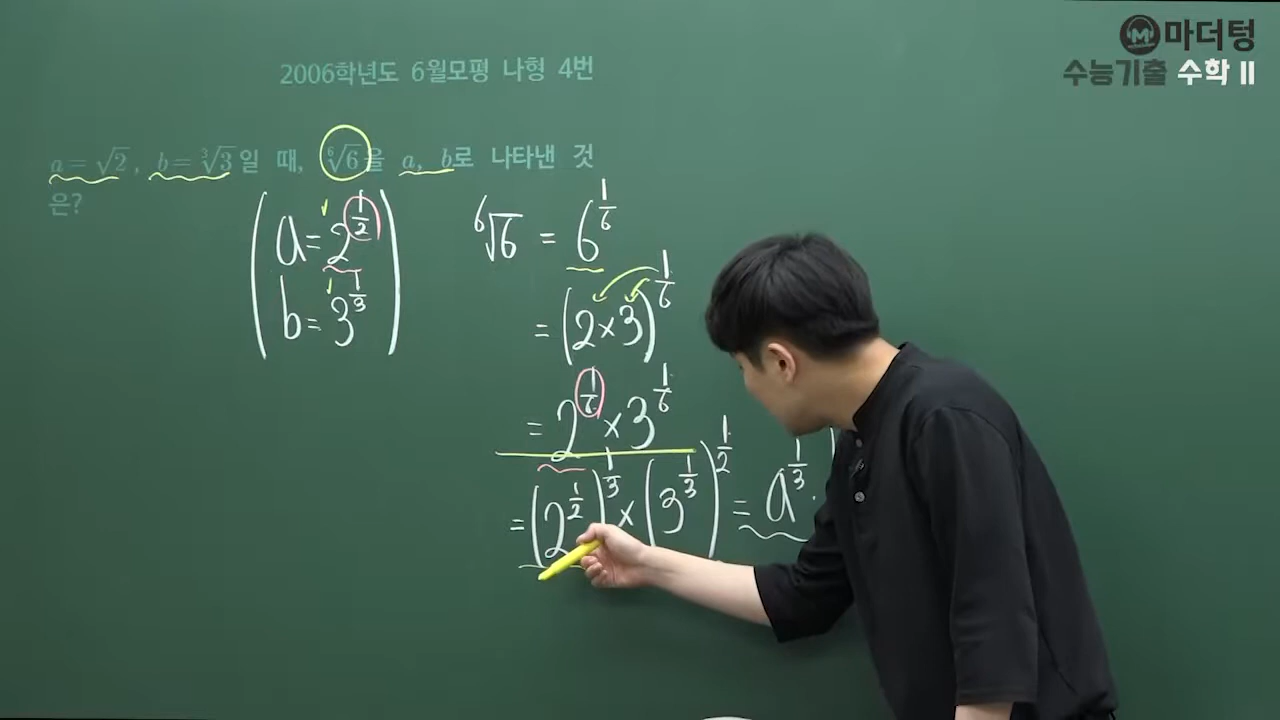 마더텅
수능기출 수학 II
2006학년도 6월모평 나형 4번
a = √2, b = ∛3 일 때, ⁶√6을 a, b로 나타낸 것
은?
a = 2^(1/2)
b = 3^(1/3)
⁶√6 = 6^(1/6)
= (2×3)^(1/6)
= 2^(1/6) × 3^(1/6)
= (2^(1/2))^(1/3) × (3^(1/3))^(1/2) = a^(1/3) ·